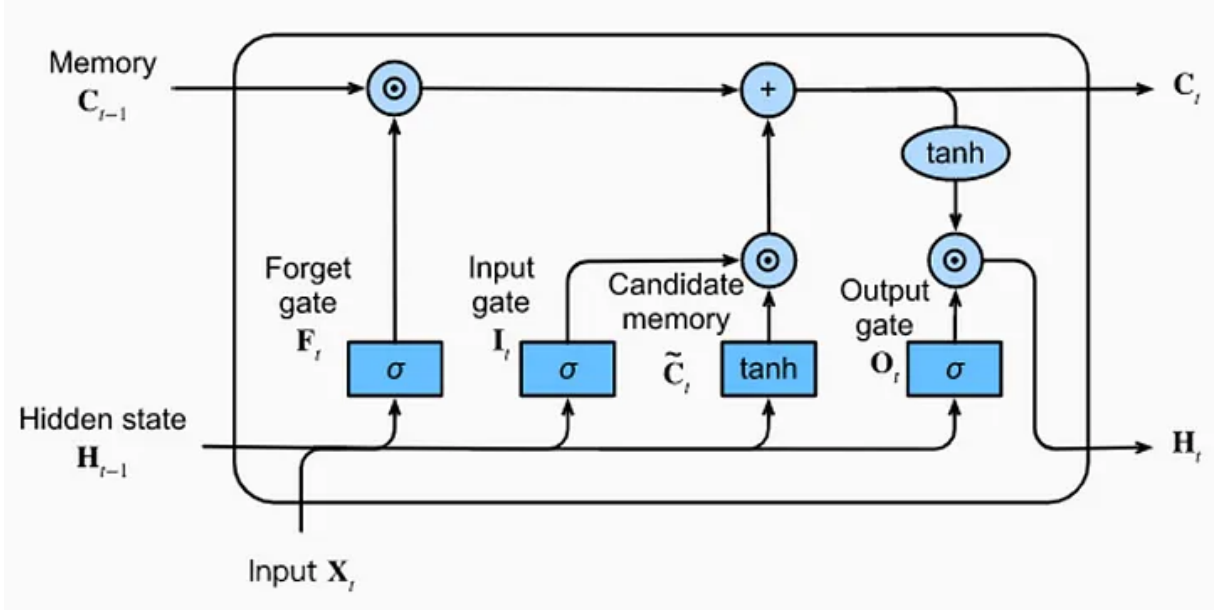 Memory
C_{t−1}
⊙
+
C_t
tanh
Forget
gate
F_t
Input
gate
I_t
⊙
Candidate
memory
C̃_t
Output
gate
O_t
⊙
σ
σ
tanh
σ
Hidden state
H_{t−1}
H_t
Input X_t